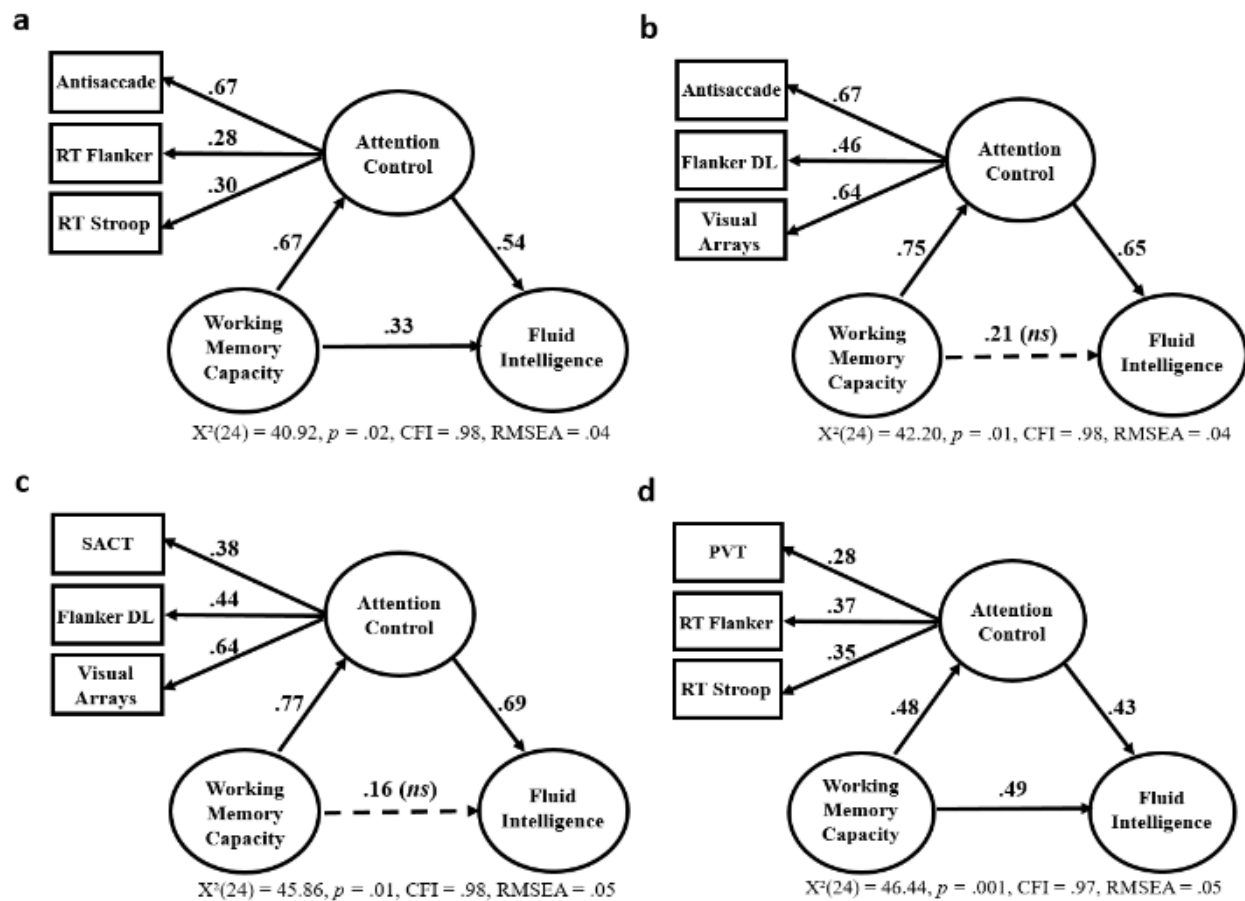 a
Antisaccade
RT Flanker
RT Stroop
.67
.28
.30
Attention
Control
.67
.54
Working
Memory
Capacity
.33
Fluid
Intelligence
X²(24) = 40.92, p = .02, CFI = .98, RMSEA = .04
b
Antisaccade
Flanker DL
Visual
Arrays
.67
.46
.64
Attention
Control
.75
.65
Working
Memory
Capacity
.21 (ns)
Fluid
Intelligence
X²(24) = 42.20, p = .01, CFI = .98, RMSEA = .04
c
SACT
Flanker DL
Visual
Arrays
.38
.44
.64
Attention
Control
.77
.69
Working
Memory
Capacity
.16 (ns)
Fluid
Intelligence
X²(24) = 45.86, p = .01, CFI = .98, RMSEA = .05
d
PVT
RT Flanker
RT Stroop
.28
.37
.35
Attention
Control
.48
.43
Working
Memory
Capacity
.49
Fluid
Intelligence
X²(24) = 46.44, p = .001, CFI = .97, RMSEA = .05